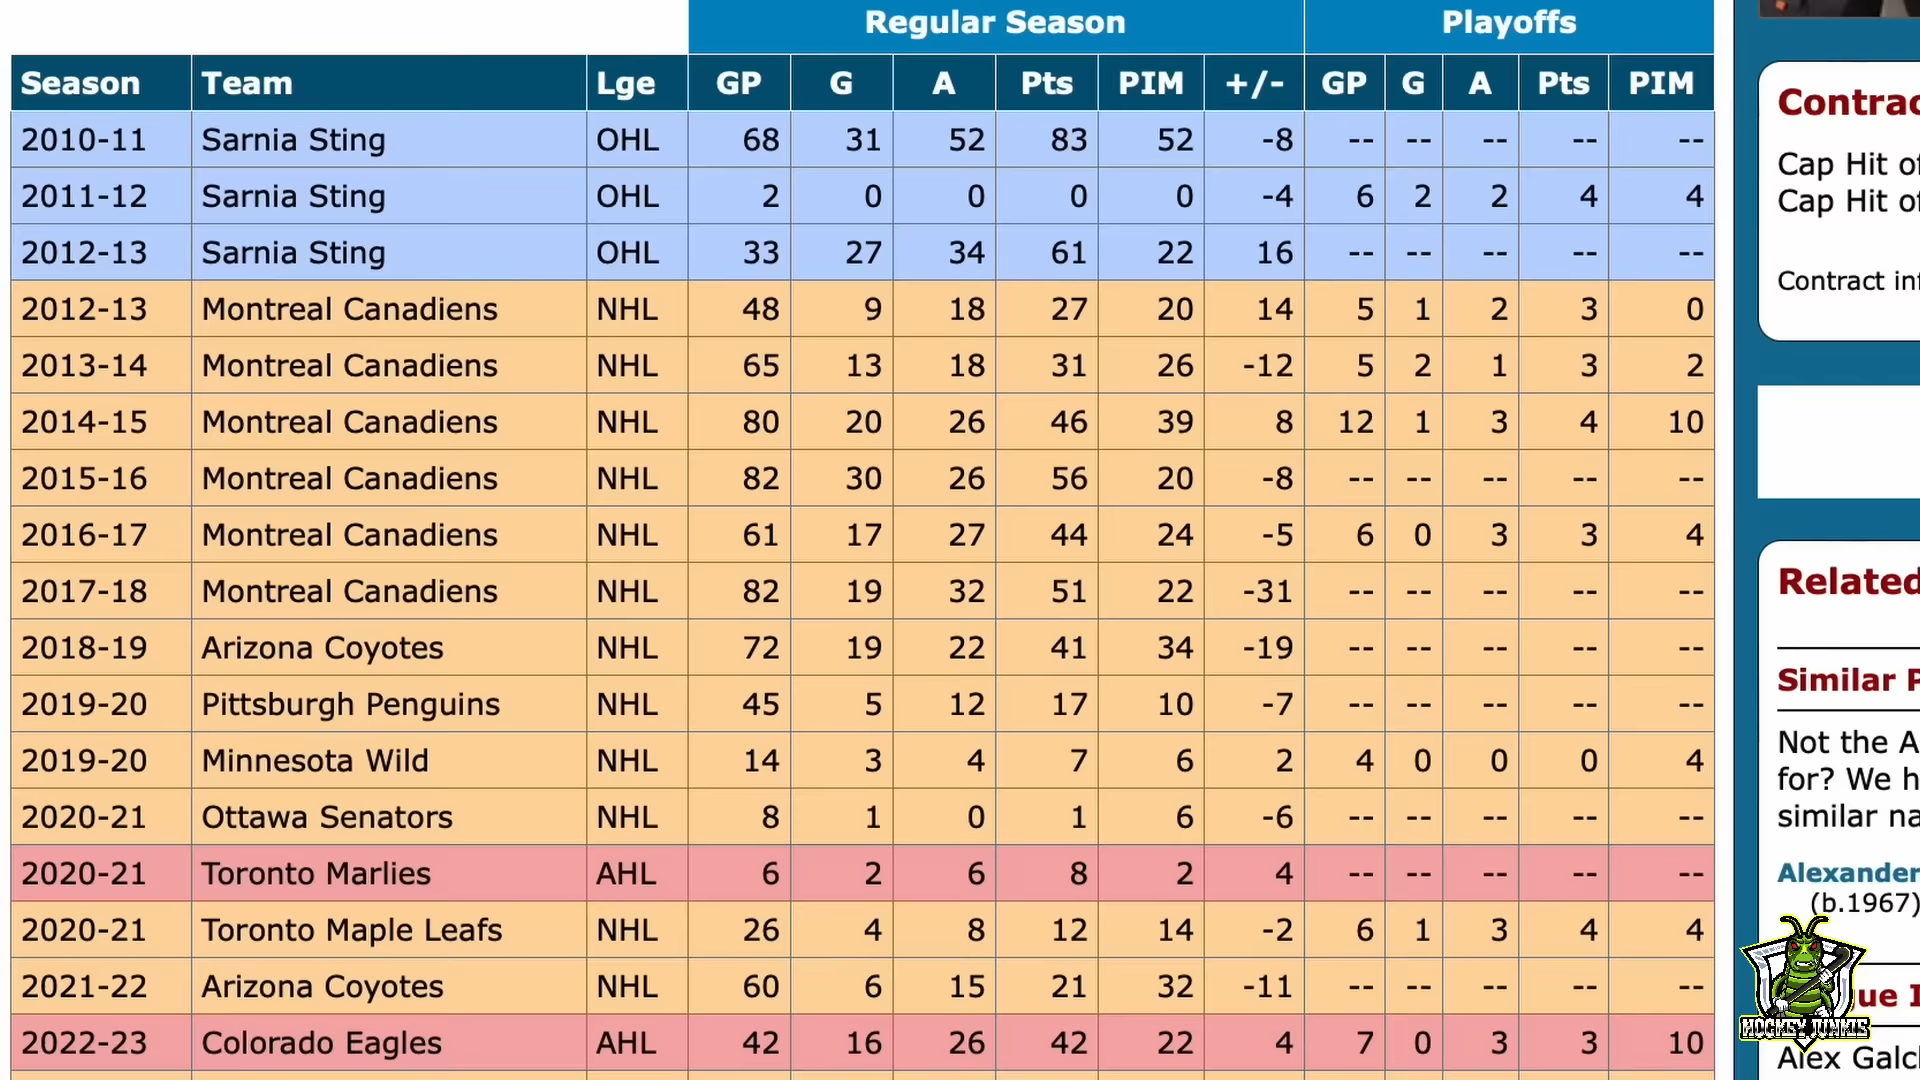 Regular Season Playoffs
Season Team Lge GP G A Pts PIM +/- GP G A Pts PIM
2010-11 Sarnia Sting OHL 68 31 52 83 52 -8 -- -- -- -- --
2011-12 Sarnia Sting OHL 2 0 0 0 0 -4 6 2 2 4 4
2012-13 Sarnia Sting OHL 33 27 34 61 22 16 -- -- -- -- --
2012-13 Montreal Canadiens NHL 48 9 18 27 20 14 5 1 2 3 0
2013-14 Montreal Canadiens NHL 65 13 18 31 26 -12 5 2 1 3 2
2014-15 Montreal Canadiens NHL 80 20 26 46 39 8 12 1 3 4 10
2015-16 Montreal Canadiens NHL 82 30 26 56 20 -8 -- -- -- -- --
2016-17 Montreal Canadiens NHL 61 17 27 44 24 -5 6 0 3 3 4
2017-18 Montreal Canadiens NHL 82 19 32 51 22 -31 -- -- -- -- --
2018-19 Arizona Coyotes NHL 72 19 22 41 34 -19 -- -- -- -- --
2019-20 Pittsburgh Penguins NHL 45 5 12 17 10 -7 -- -- -- -- --
2019-20 Minnesota Wild NHL 14 3 4 7 6 2 4 0 0 0 4
2020-21 Ottawa Senators NHL 8 1 0 1 6 -6 -- -- -- -- --
2020-21 Toronto Marlies AHL 6 2 6 8 2 4 -- -- -- -- --
2020-21 Toronto Maple Leafs NHL 26 4 8 12 14 -2 6 1 3 4 4
2021-22 Arizona Coyotes NHL 60 6 15 21 32 -11 -- -- -- -- --
2022-23 Colorado Eagles AHL 42 16 26 42 22 4 7 0 3 3 10
Contrac
Cap Hit of
Cap Hit of
Contract inf
Related
Similar P
Not the A
for? We h
similar na
Alexander
(b.1967)
ue I
HOCKEY JUNKIE
Alex Galch